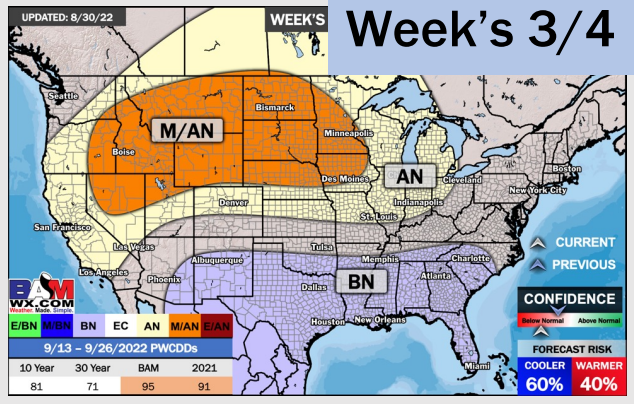 UPDATED: 8/30/22
WEEK'S
Week's 3/4
Seattle
Bismarck
M/AN
Minneapolis
Boise
Boston
AN
Cleveland
Des Moines
New York City
Denver
Indianapolis
St. Louis
San Francisco
CURRENT
Las Vegas
Tulsa
Albuquerque
Memphis
Charlotte
PREVIOUS
Los Angeles
Phoenix
Atlanta
BN
Dallas
BAM
WX.COM
Weather. Made. Simple.
CONFIDENCE
Below Normal
Above Normal
Houston
New Orleans
E/BN M/BN BN EC AN M/AN E/AN
9/13 – 9/26/2022 PWCDDs
FORECAST RISK
10 Year 30 Year BAM 2021
Miami
COOLER WARMER
81 71 95 91
60% 40%